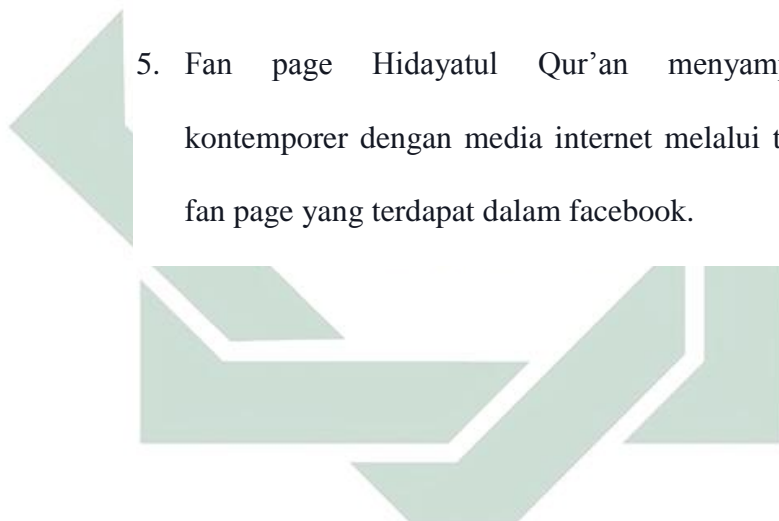 5. Fan page Hidayatul Qur'an
kontemporer dengan media internet melalui
fan page yang terdapat dalam facebook.